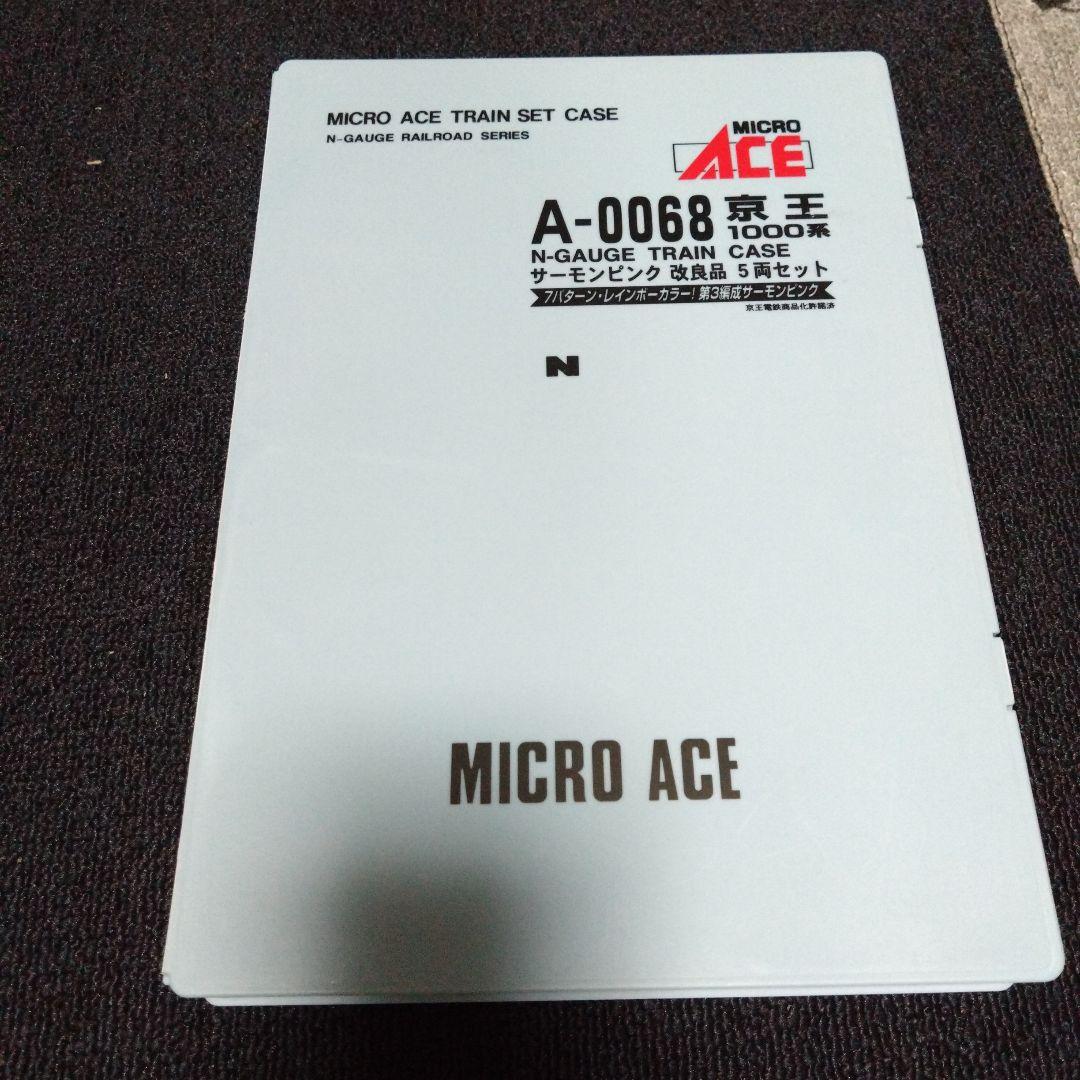 MICRO ACE TRAIN SET CASE
N-GAUGE RAILROAD SERIES
MICRO
ACE
A-0068 京王
1000系
N-GAUGE TRAIN CASE
サーモンピンク 改良品 5両セット
7パターン・レインボーカラー! 第3編成サーモンピンク
京王電鉄商品化許諾済
N
MICRO ACE